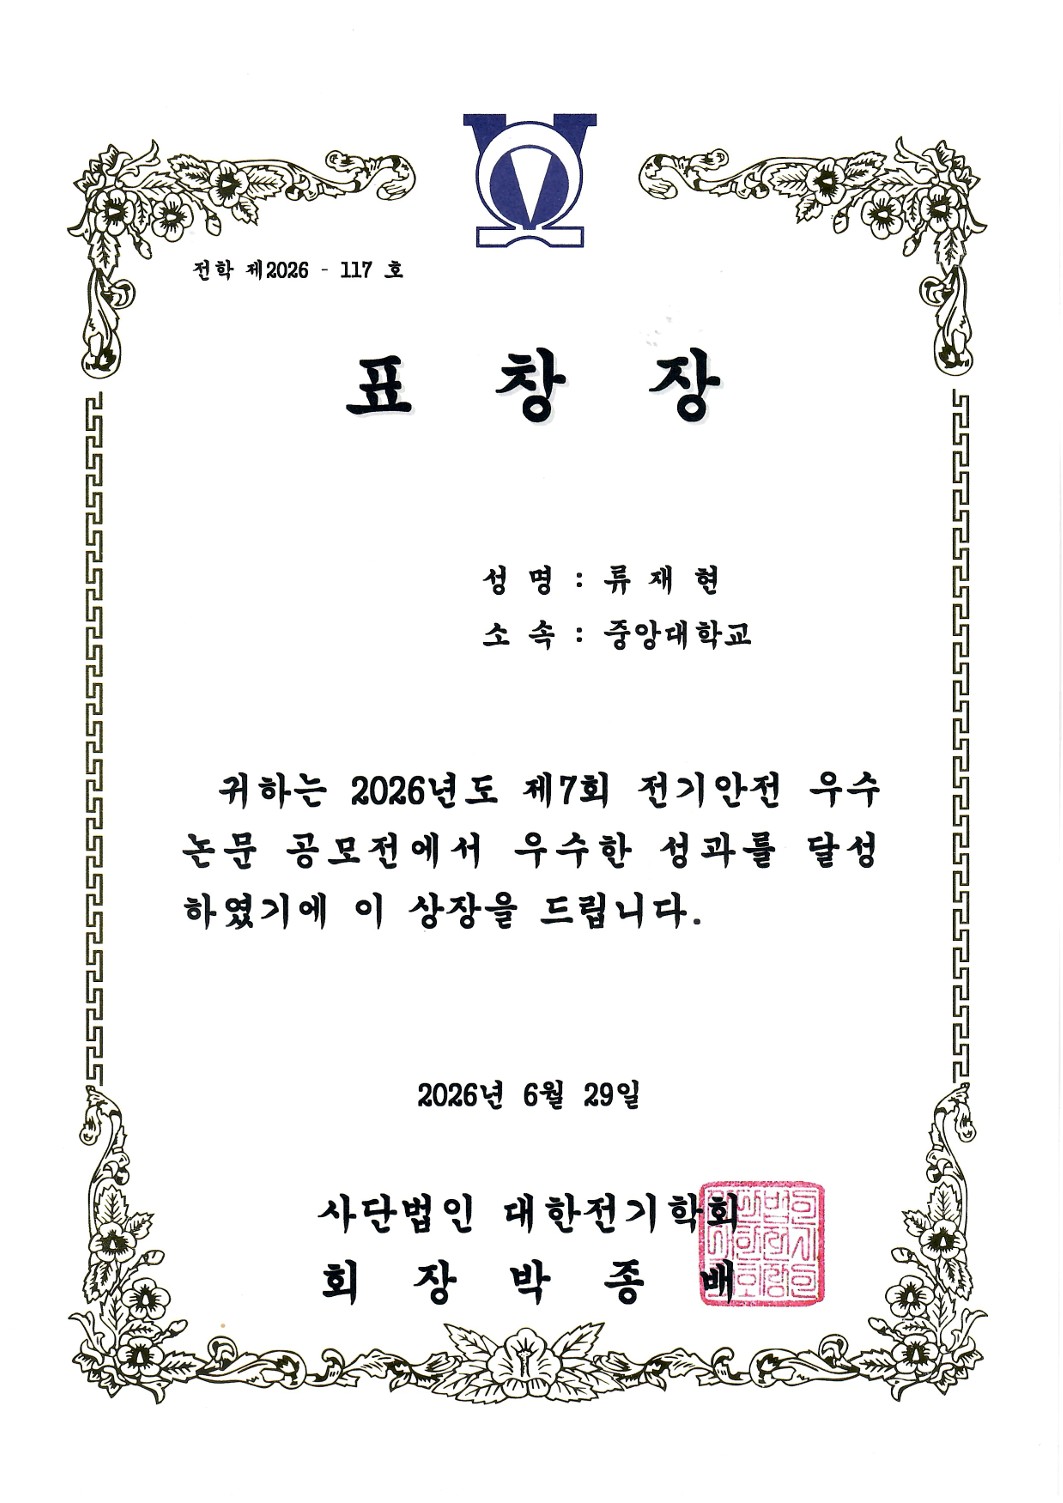 전학 제2026 - 117 호
표 창 장
성 명 : 류 재 현
소 속 : 중앙대학교
귀하는 2026년도 제7회 전기안전 우수
논문 공모전에서 우수한 성과를 달성
하였기에 이 상장을 드립니다.
2026년 6월 29일
사단법인 대한전기학회
회 장 박 종 배